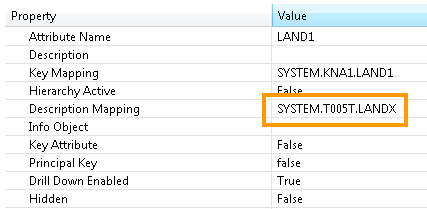 Property Value
Attribute Name LAND1
Description
Key Mapping SYSTEM.KNA1.LAND1
Hierarchy Active False
Description Mapping SYSTEM.T005T.LANDX
Info Object
Key Attribute False
Principal Key false
Drill Down Enabled True
Hidden False